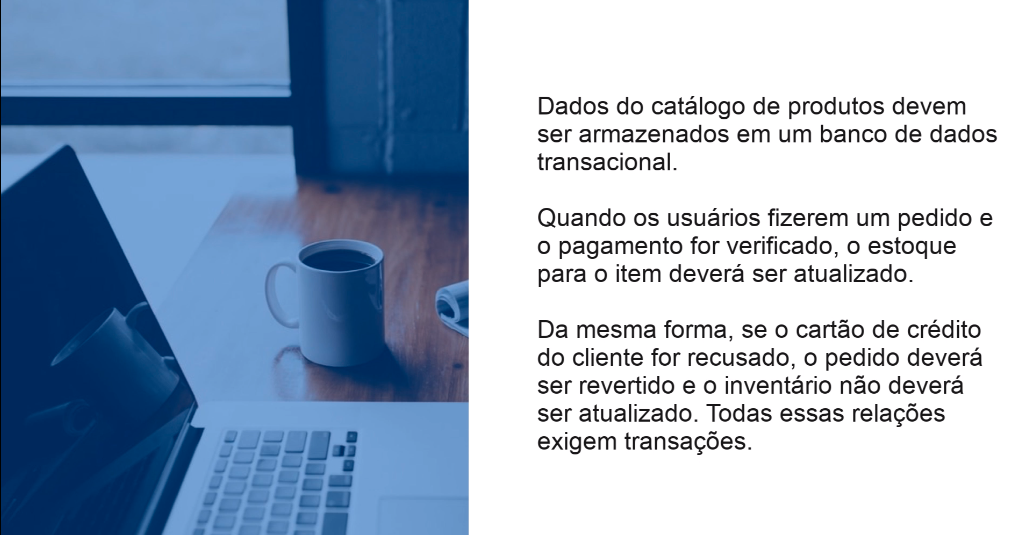 Dados do catálogo de produtos devem
ser armazenados em um banco de dados
transacional.
Quando os usuários fizerem um pedido e
o pagamento for verificado, o estoque
para o item deverá ser atualizado.
Da mesma forma, se o cartão de crédito
do cliente for recusado, o pedido deverá
ser revertido e o inventário não deverá
ser atualizado. Todas essas relações
exigem transações.